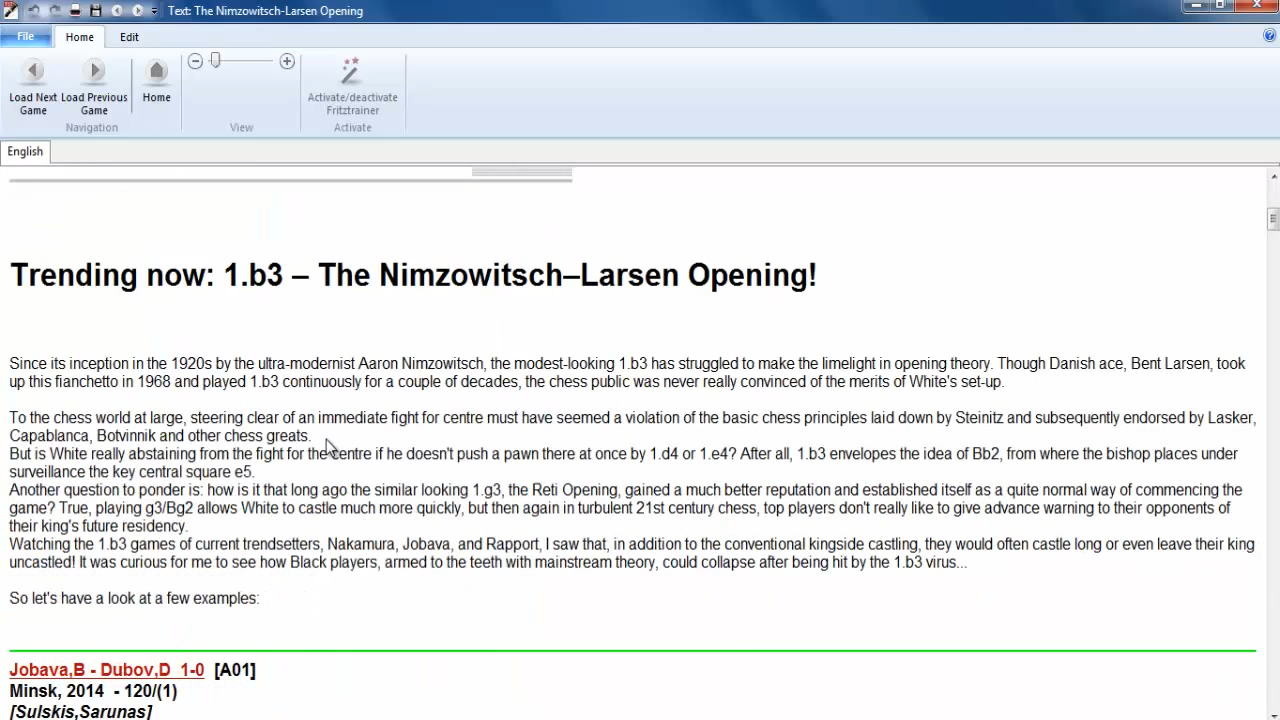 Text: The Nimzowitsch-Larsen Opening
File Home Edit
Load Next Load Previous Home Activate/deactivate
Game Game Fritztrainer
Navigation View Activate
English
Trending now: 1.b3 – The Nimzowitsch–Larsen Opening!
Since its inception in the 1920s by the ultra-modernist Aaron Nimzowitsch, the modest-looking 1.b3 has struggled to make the limelight in opening theory. Though Danish ace, Bent Larsen, took
up this fianchetto in 1968 and played 1.b3 continuously for a couple of decades, the chess public was never really convinced of the merits of White's set-up.
To the chess world at large, steering clear of an immediate fight for centre must have seemed a violation of the basic chess principles laid down by Steinitz and subsequently endorsed by Lasker,
Capablanca, Botvinnik and other chess greats.
But is White really abstaining from the fight for the centre if he doesn't push a pawn there at once by 1.d4 or 1.e4? After all, 1.b3 envelopes the idea of Bb2, from where the bishop places under
surveillance the key central square e5.
Another question to ponder is: how is it that long ago the similar looking 1.g3, the Reti Opening, gained a much better reputation and established itself as a quite normal way of commencing the
game? True, playing g3/Bg2 allows White to castle much more quickly, but then again in turbulent 21st century chess, top players don't really like to give advance warning to their opponents of
their king's future residency.
Watching the 1.b3 games of current trendsetters, Nakamura, Jobava, and Rapport, I saw that, in addition to the conventional kingside castling, they would often castle long or even leave their king
uncastled! It was curious for me to see how Black players, armed to the teeth with mainstream theory, could collapse after being hit by the 1.b3 virus...
So let's have a look at a few examples:
Jobava,B - Dubov,D 1-0 [A01]
Minsk, 2014 - 120/(1)
[Sulskis,Sarunas]